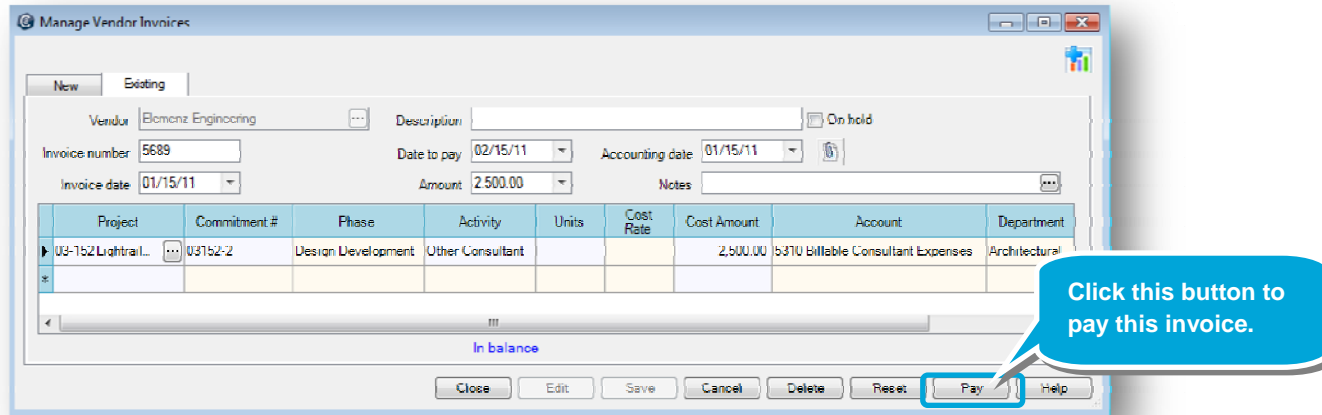 Manage Vendor Invoices
New Existing
Vendor Elemenz Engineering ... Description On hold
Invoice number 5689 Date to pay 02/15/11 Accounting date 01/15/11
Invoice date 01/15/11 Amount 2,500.00 Notes ...
Project Commitment # Phase Activity Units Cost Rate Cost Amount Account Department
03-152 Lightrail... ... 03152-2 Design Development Other Consultant 2,500.00 5310 Billable Consultant Expenses Architectural
*
In balance
Click this button to
pay this invoice.
Close Edit Save Cancel Delete Reset Pay Help